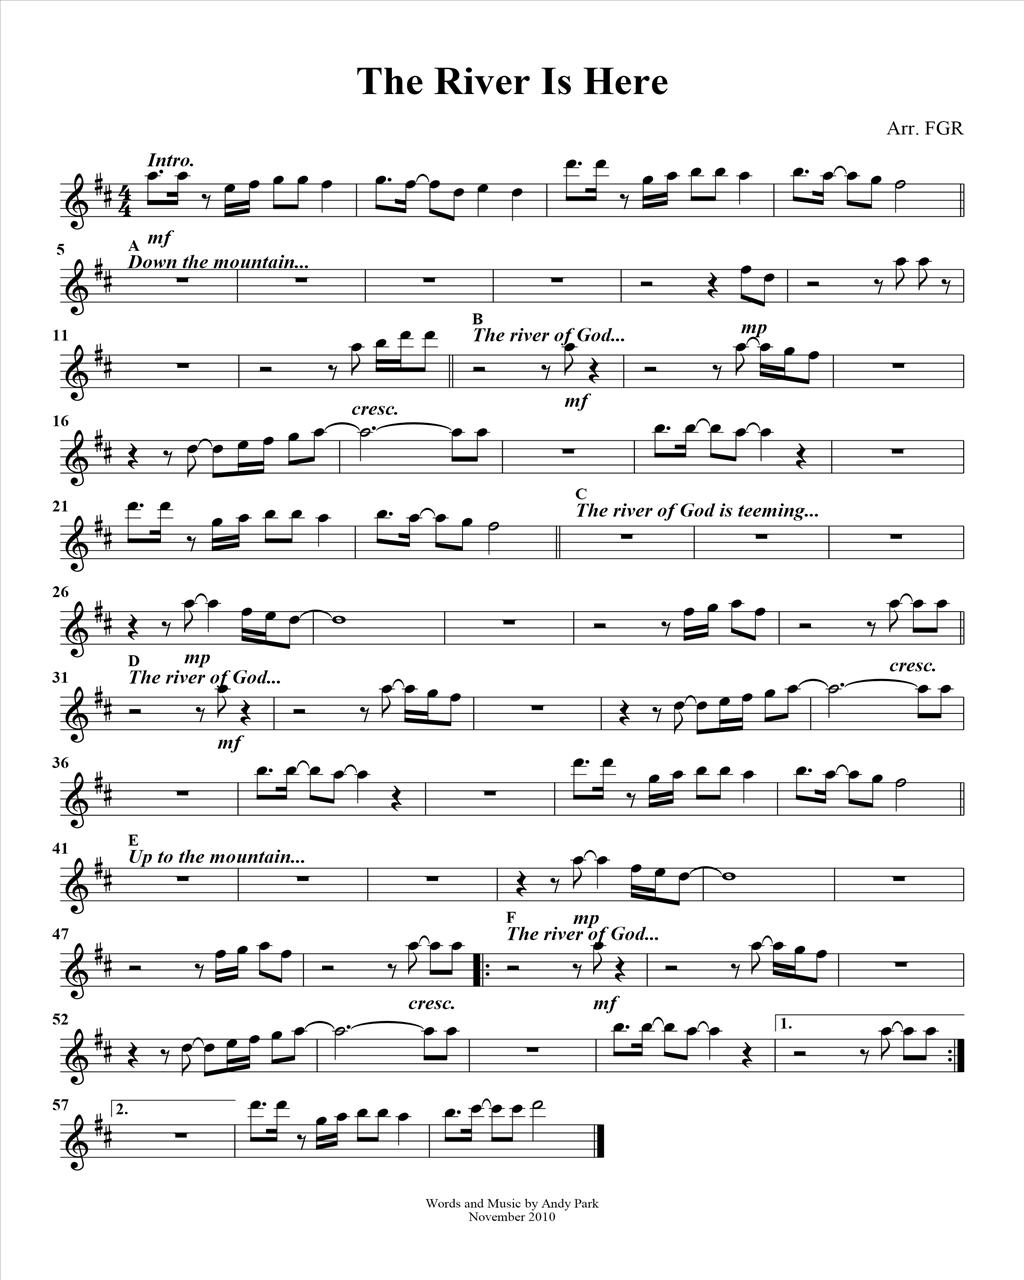 The River Is Here
Arr. FGR
Intro.
4
4
mf
5
A
Down the mountain...
11
B
The river of God...
mp
mf
16
cresc.
21
C
The river of God is teeming...
26
mp
cresc.
31
D
The river of God...
mf
36
41
E
Up to the mountain...
mp
47
F
The river of God...
cresc.
mf
52
1.
57
2.
Words and Music by Andy Park
November 2010